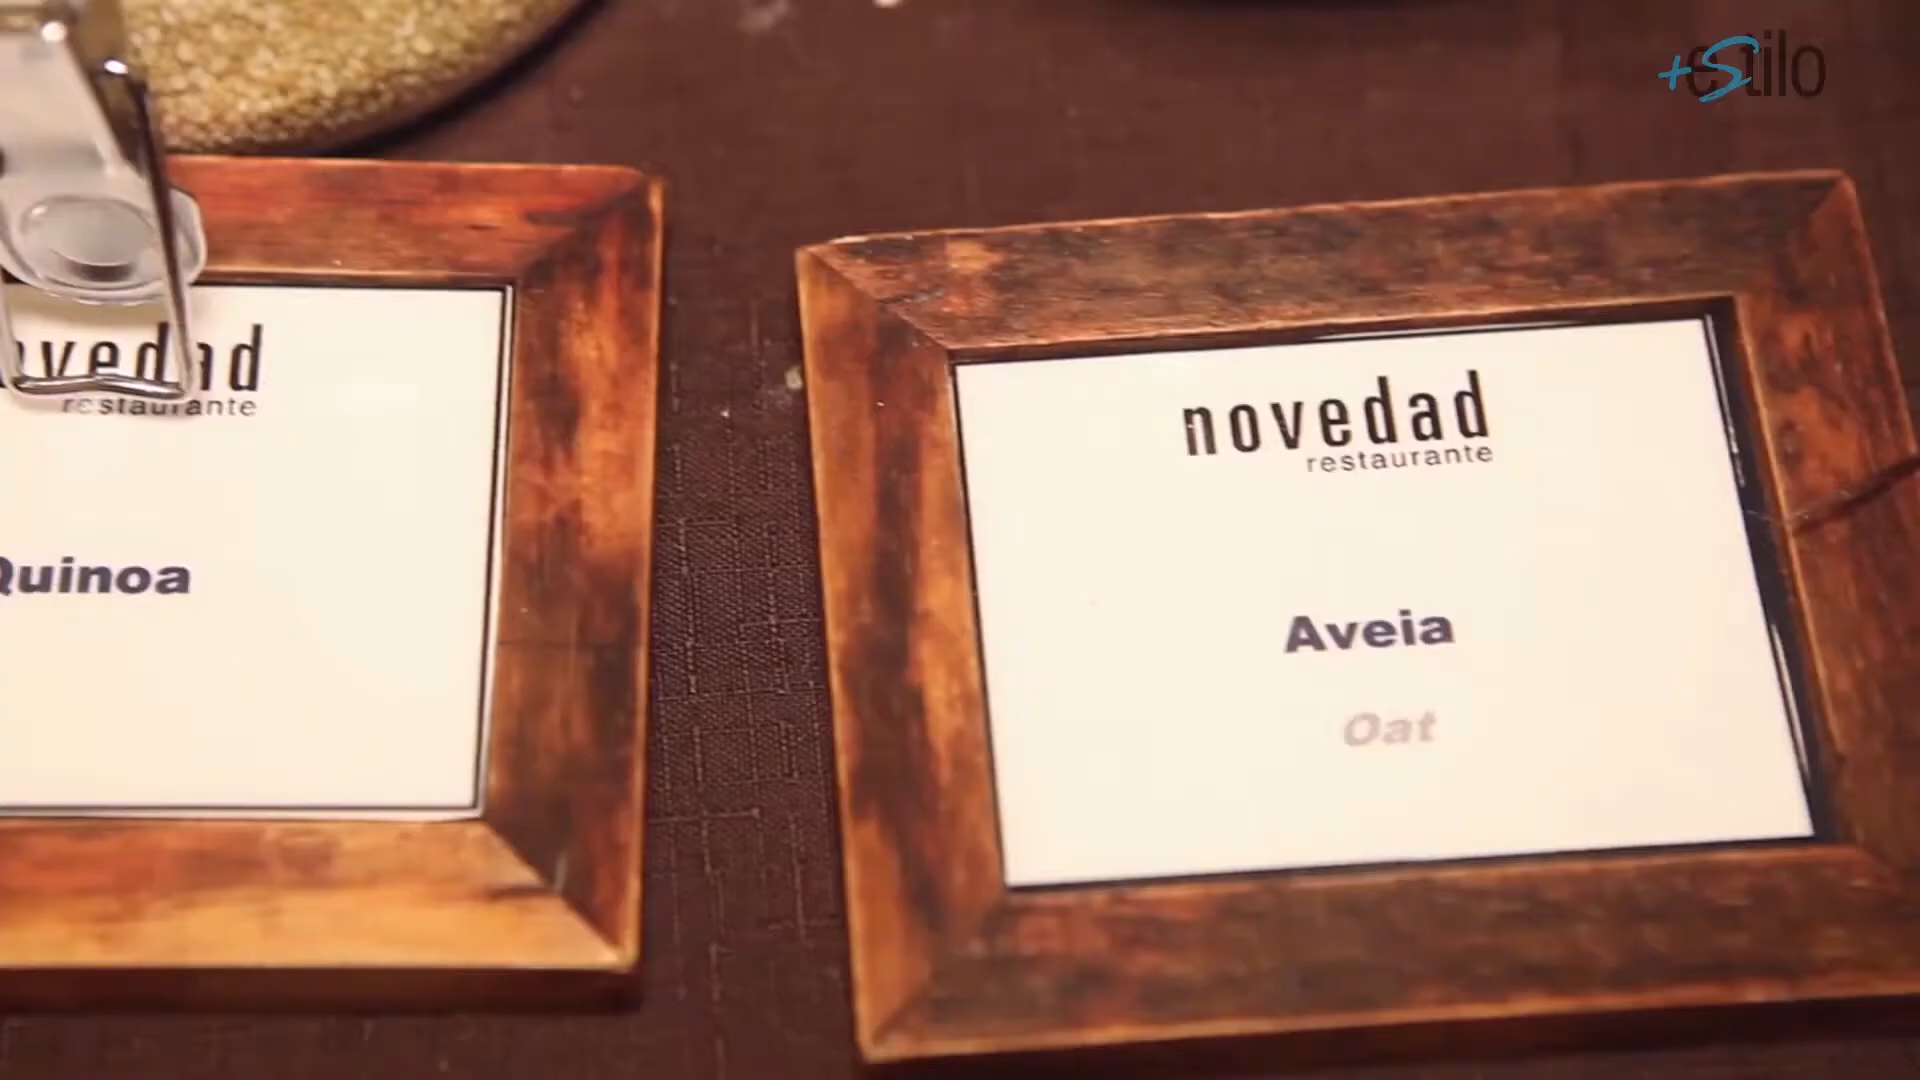 +estilo
novedad
restaurante
Quinoa
novedad
restaurante
Aveia
Oat